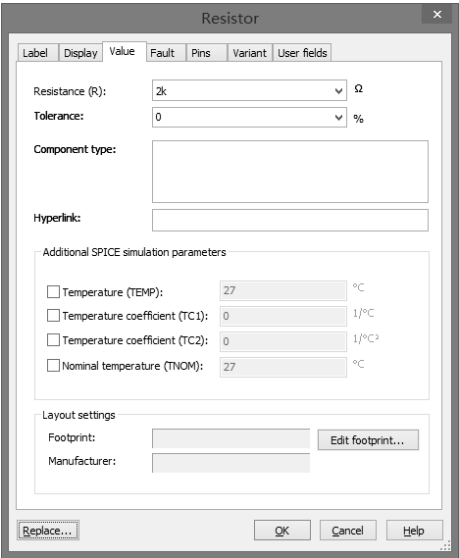 Resistor
×
Label Display Value Fault Pins Variant User fields
Resistance (R): 2k Ω
Tolerance: 0 %
Component type:
Hyperlink:
Additional SPICE simulation parameters
Temperature (TEMP): 27 °C
Temperature coefficient (TC1): 0 1/°C
Temperature coefficient (TC2): 0 1/°C²
Nominal temperature (TNOM): 27 °C
Layout settings
Footprint: Edit footprint...
Manufacturer:
Replace... OK Cancel Help